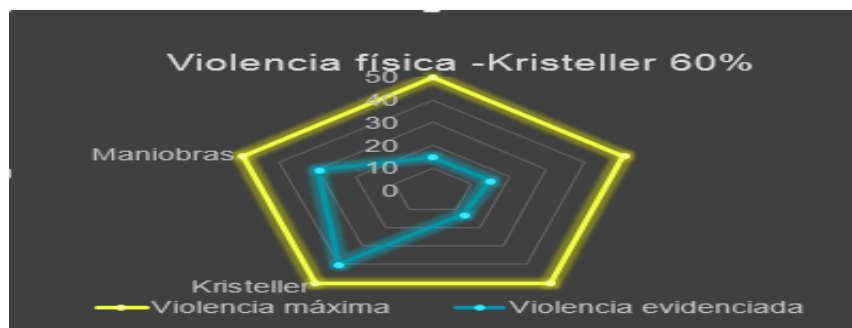 Violencia física -Kristeller 60%
50
40
30
20
10
0
Maniobras
Kristeller
Violencia máxima
Violencia evidenciada